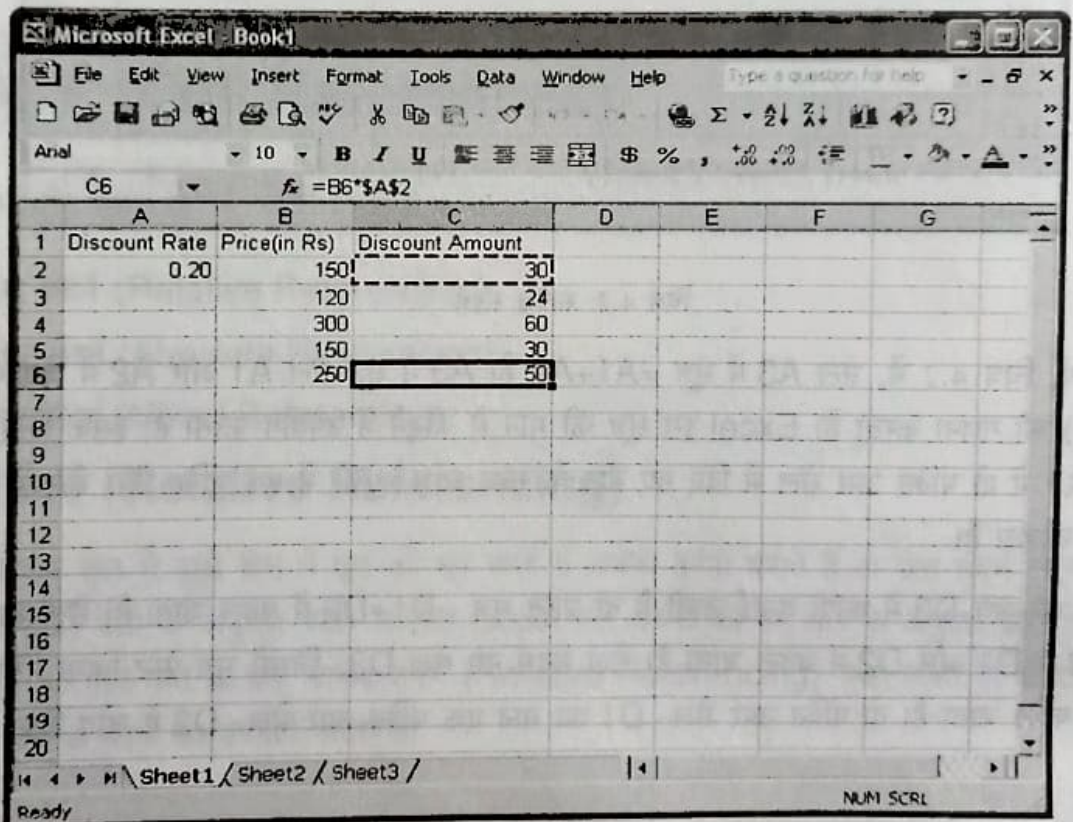 Microsoft Excel - Book1
File Edit View Insert Format Tools Data Window Help Type a question for help
Arial 10 B I U $ % ,
C6 fx =B6*$A$2
A B C D E F G
1 Discount Rate Price(in Rs) Discount Amount
2 0.20 150 30
3 120 24
4 300 60
5 150 30
6 250 50
7
8
9
10
11
12
13
14
15
16
17
18
19
20
Sheet1 Sheet2 Sheet3
Ready NUM SCRL